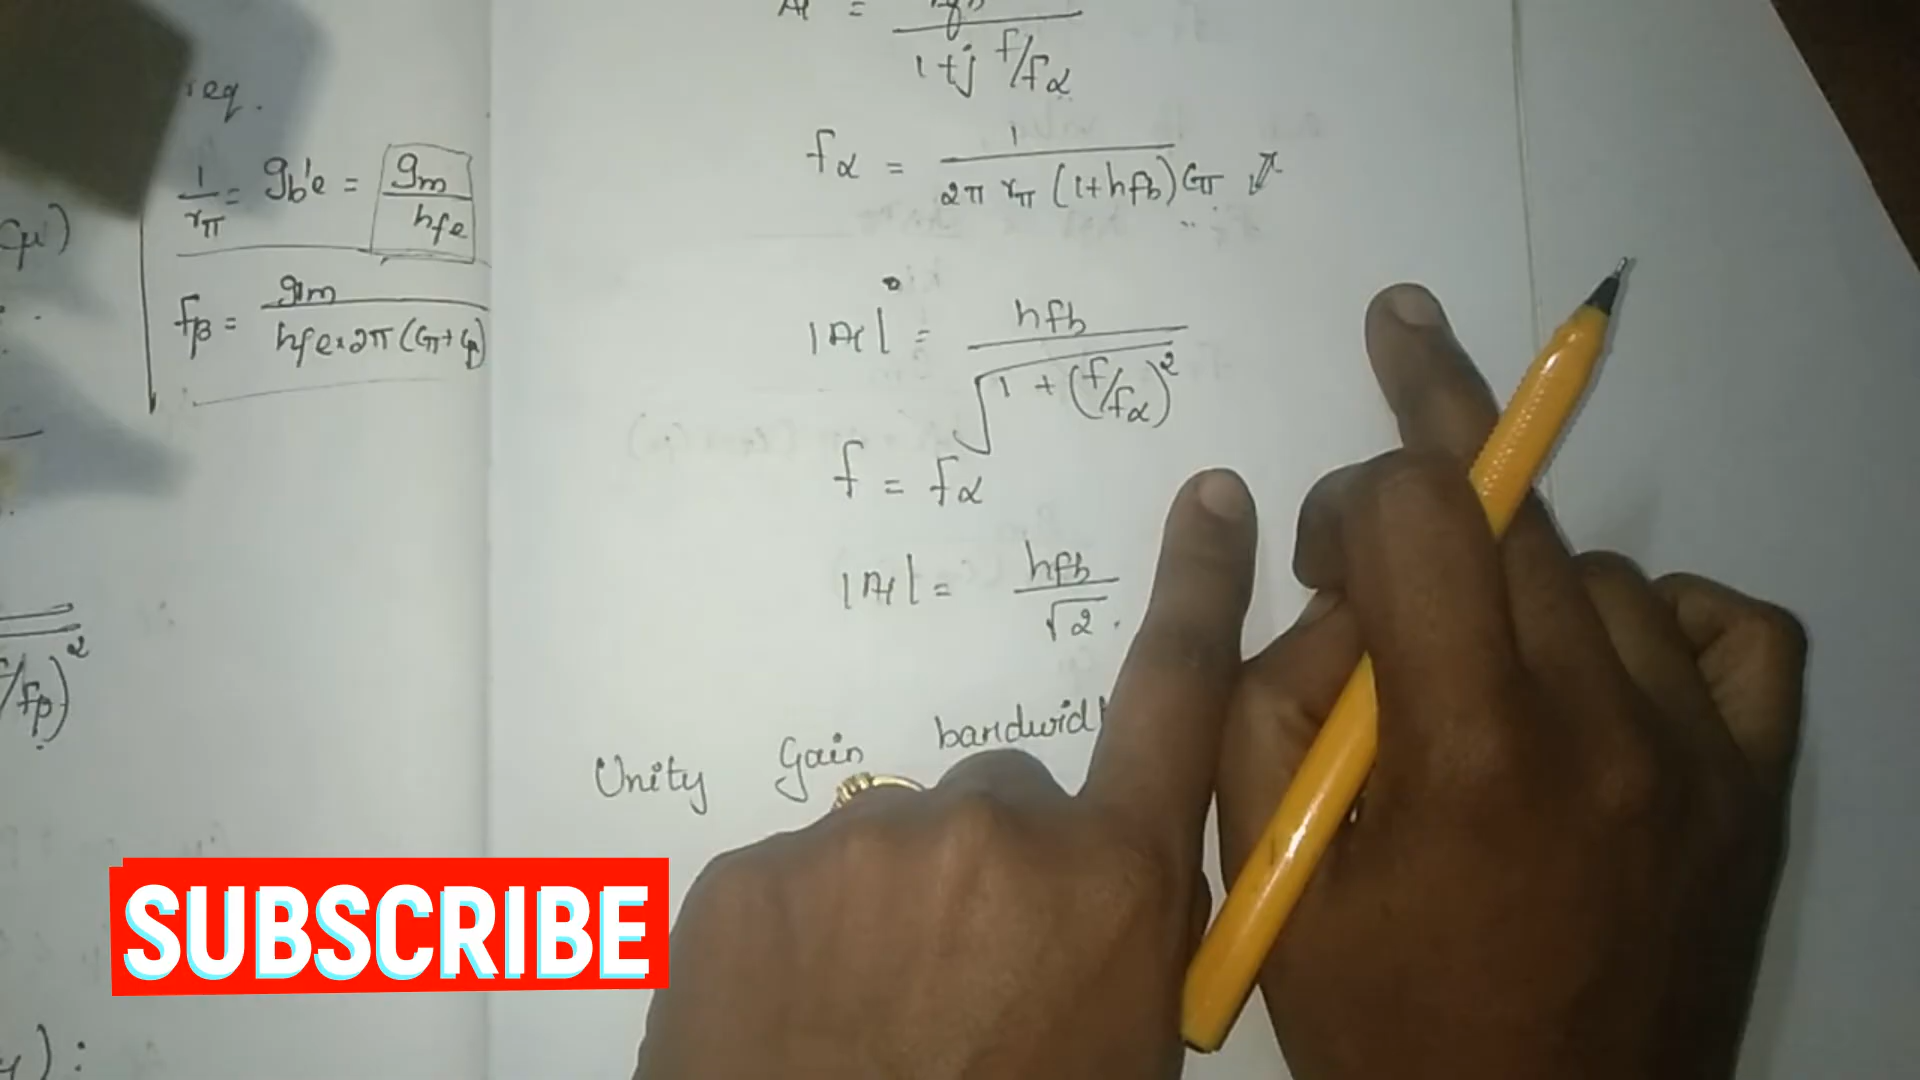 req.
1/rπ = gb'e = gm/hfe
fβ = gm/hfe × 2π (Cπ + Cμ)
Cμ)
f/fβ)²
AI = hfb/1+j f/fα
fα = 1/2π rπ (1+hfb) Cπ
|AI| = hfb/√1 + (f/fα)²
f = fα
|AI| = hfb/√2.
Unity Gain bandwidt
SUBSCRIBE